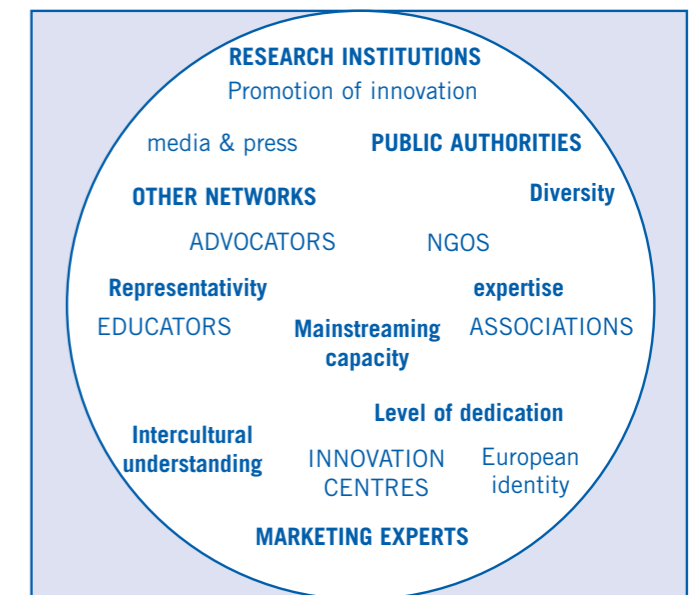 RESEARCH INSTITUTIONS
Promotion of innovation
media & press
PUBLIC AUTHORITIES
OTHER NETWORKS
Diversity
ADVOCATORS
NGOS
Representativity
expertise
EDUCATORS
Mainstreaming
capacity
ASSOCIATIONS
Level of dedication
Intercultural
understanding
INNOVATION
CENTRES
European
identity
MARKETING EXPERTS